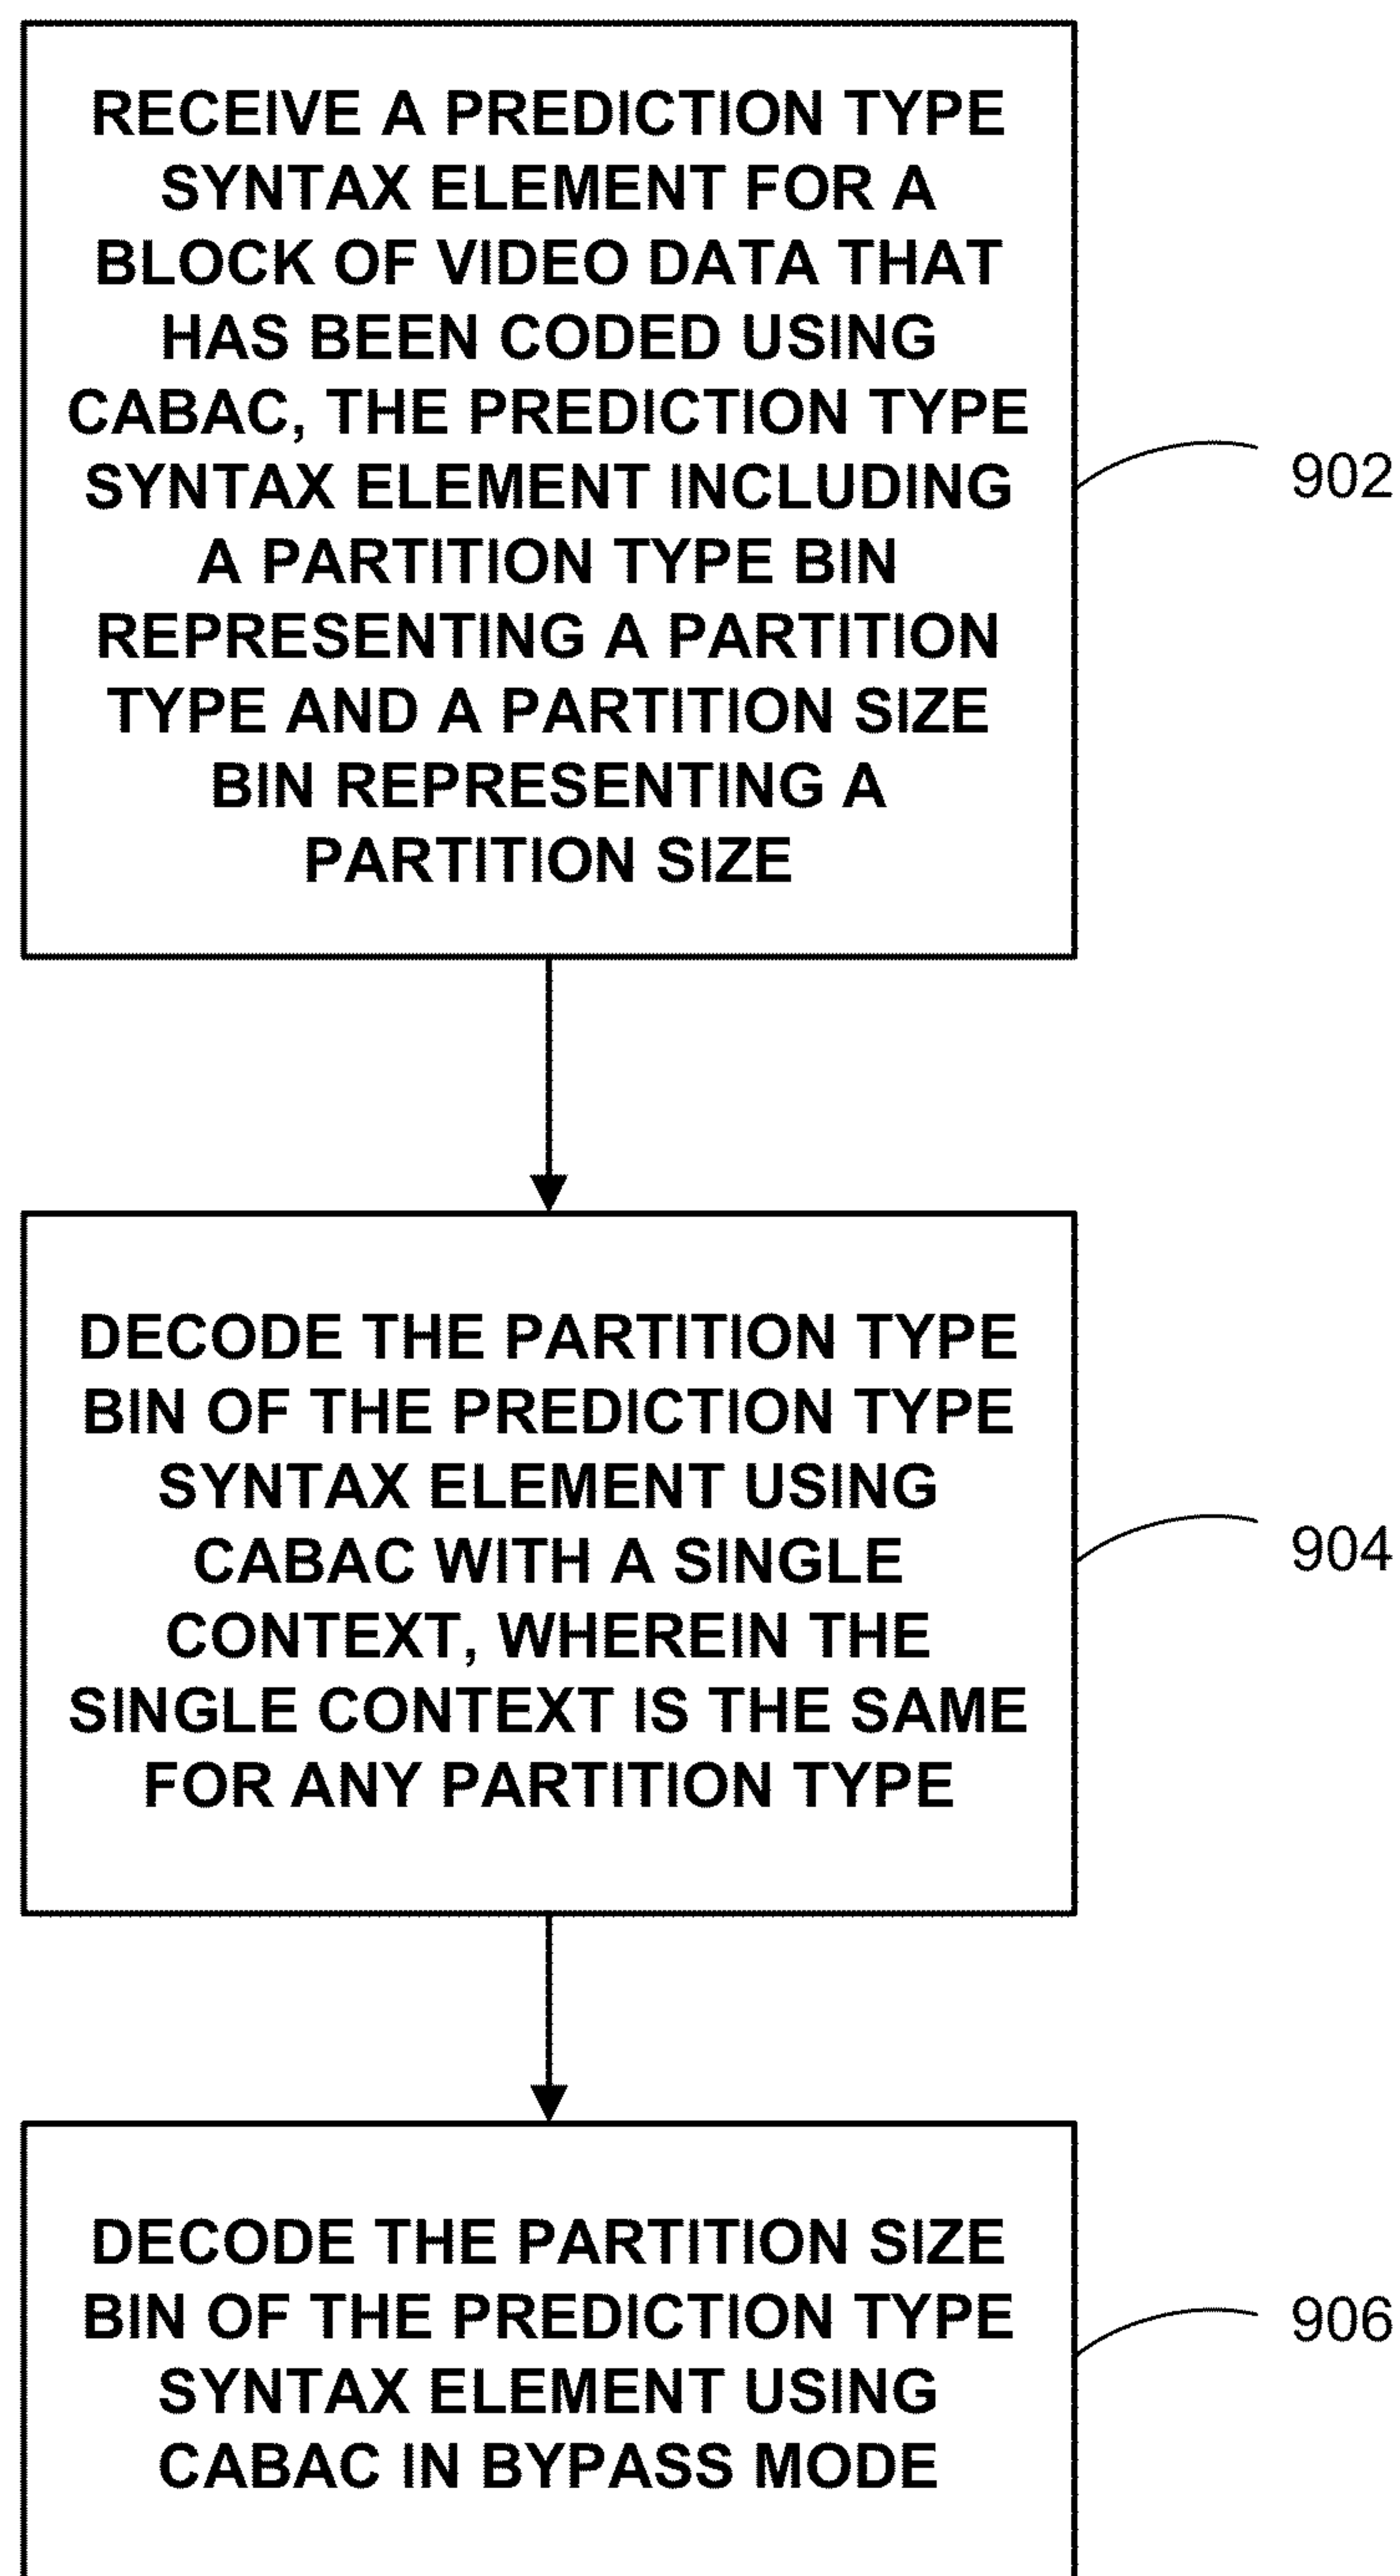 RECEIVE A PREDICTION TYPE
SYNTAX ELEMENT FOR A
BLOCK OF VIDEO DATA THAT
HAS BEEN CODED USING
CABAC, THE PREDICTION TYPE
SYNTAX ELEMENT INCLUDING
A PARTITION TYPE BIN
REPRESENTING A PARTITION
TYPE AND A PARTITION SIZE
BIN REPRESENTING A
PARTITION SIZE
902
DECODE THE PARTITION TYPE
BIN OF THE PREDICTION TYPE
SYNTAX ELEMENT USING
CABAC WITH A SINGLE
CONTEXT, WHEREIN THE
SINGLE CONTEXT IS THE SAME
FOR ANY PARTITION TYPE
904
DECODE THE PARTITION SIZE
BIN OF THE PREDICTION TYPE
SYNTAX ELEMENT USING
CABAC IN BYPASS MODE
906